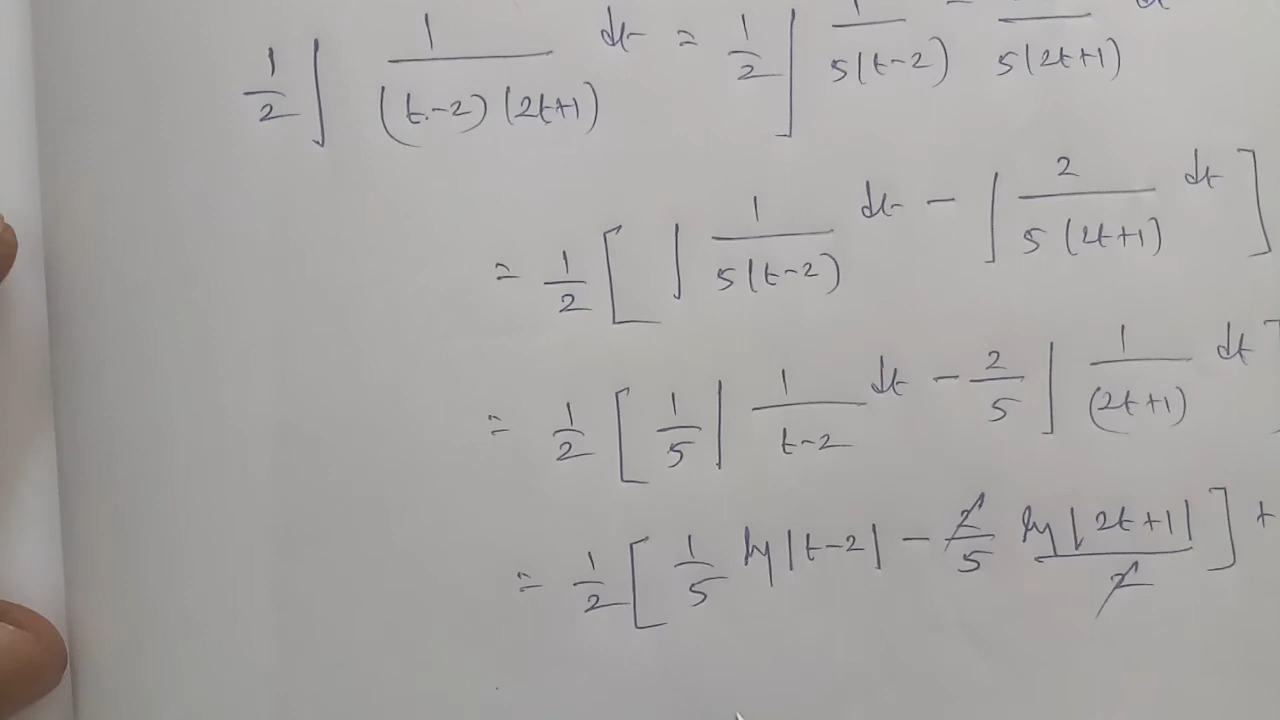 1/2 ∫ 1/((t-2)(2t+1)) dt = 1/2 ∫ 1/(5(t-2)) - /(5(2t+1))
= 1/2 [ ∫ 1/(5(t-2)) dt - ∫ 2/(5(2t+1)) dt ]
= 1/2 [ 1/5 ∫ 1/(t-2) dt - 2/5 ∫ 1/(2t+1) dt ]
= 1/2 [ 1/5 log|t-2| - 2/5 log|2t+1|/2 ] +